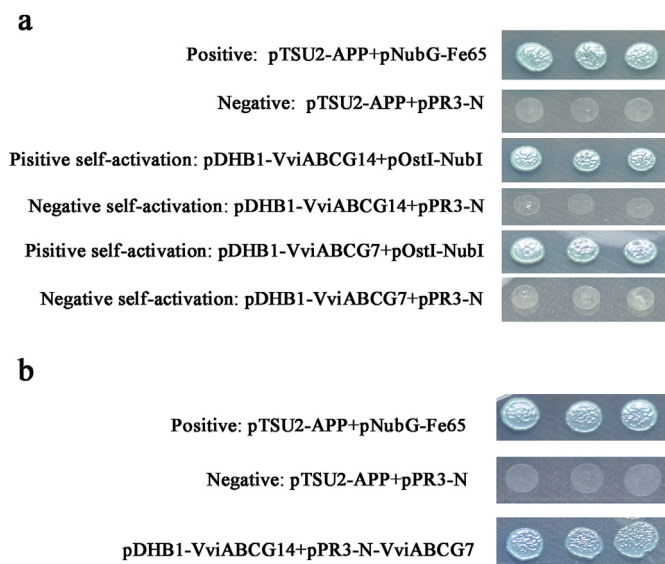 a
Positive: pTSU2-APP+pNubG-Fe65
Negative: pTSU2-APP+pPR3-N
Pisitive self-activation: pDHB1-VviABCG14+pOstI-NubI
Negative self-activation: pDHB1-VviABCG14+pPR3-N
Pisitive self-activation: pDHB1-VviABCG7+pOstI-NubI
Negative self-activation: pDHB1-VviABCG7+pPR3-N
b
Positive: pTSU2-APP+pNubG-Fe65
Negative: pTSU2-APP+pPR3-N
pDHB1-VviABCG14+pPR3-N-VviABCG7